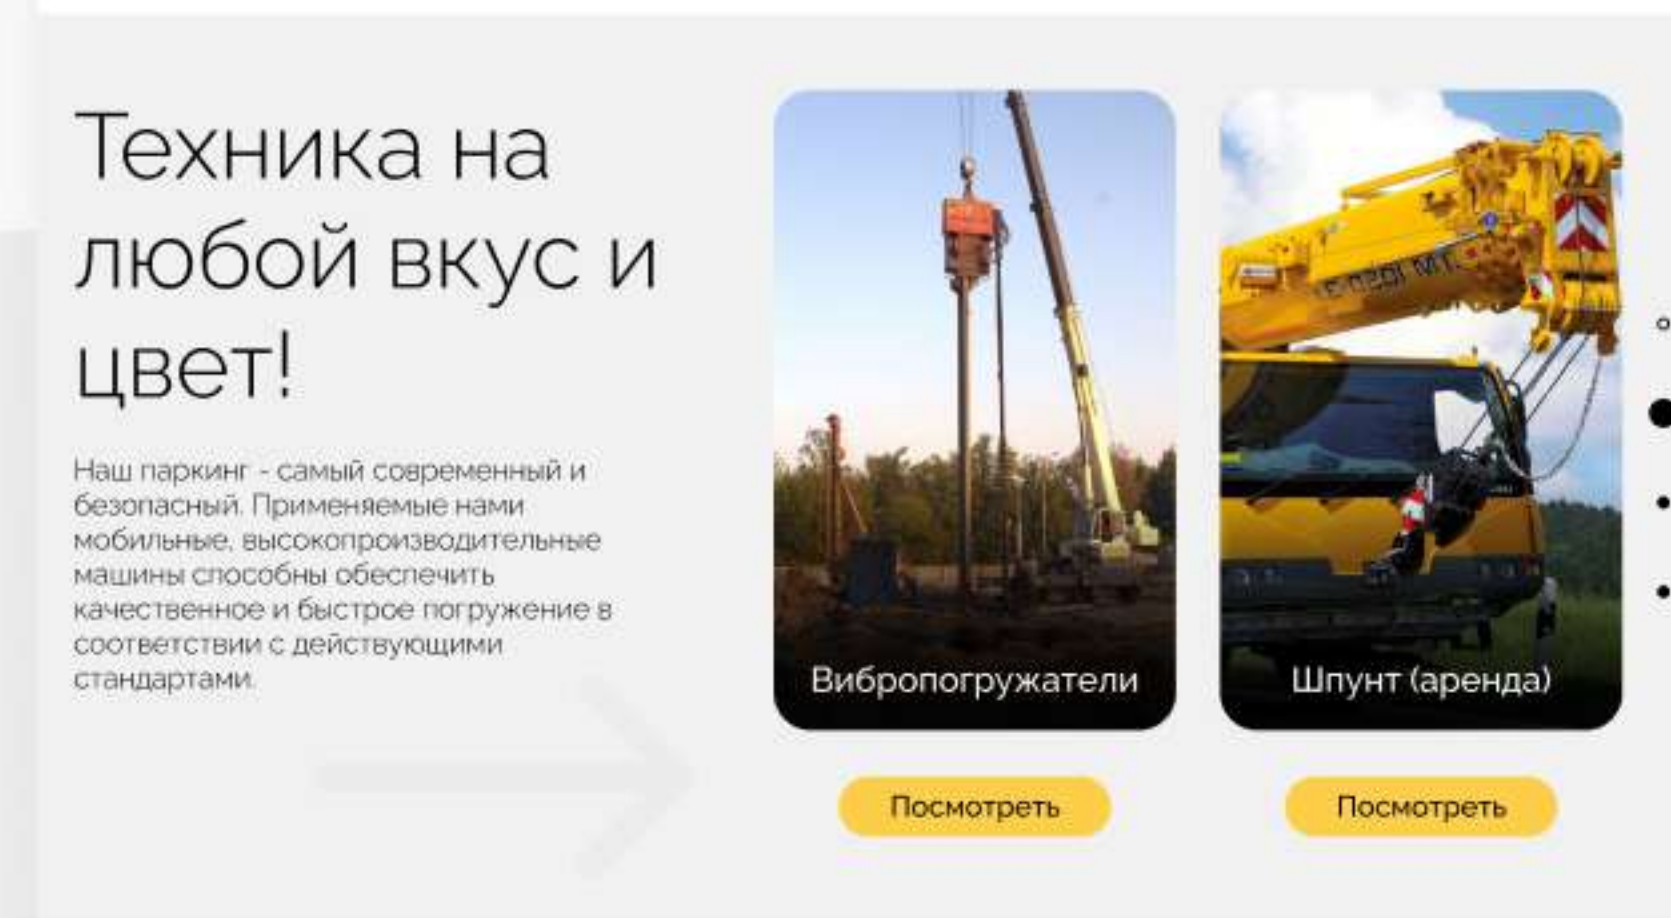 Техника на
любой вкус и
цвет!
Наш паркинг - самый современный и
безопасный. Применяемые нами
мобильные, высокопроизводительные
машины способны обеспечить
качественное и быстрое погружение в
соответствии с действующими
стандартами.
Вибропогружатели
Шпунт (аренда)
Посмотреть
Посмотреть